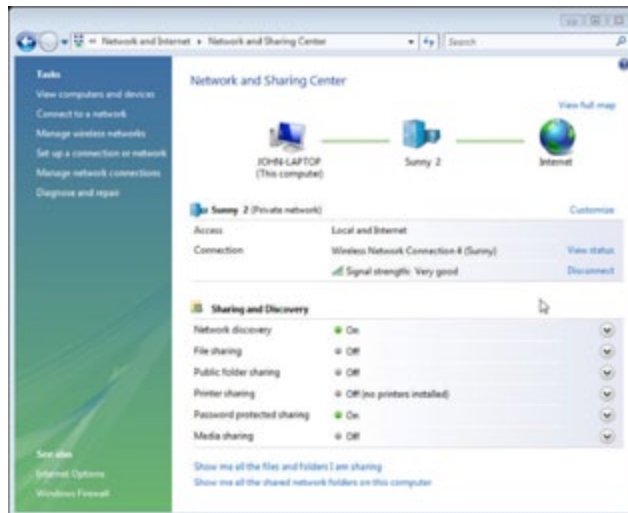 Network and Internet Network and Sharing Center
Search
Tasks
View computers and devices
Connect to a network
Manage wireless networks
Set up a connection or network
Manage network connections
Diagnose and repair
See also
Internet Options
Windows Firewall
Network and Sharing Center
View full map
JOHN-LAPTOP
(This computer)
Sunny 2
Internet
Sunny 2 (Private network)
Customize
Access Local and Internet
Connection Wireless Network Connection 4 (Sunny) View status
Signal strength: Very good Disconnect
Sharing and Discovery
Network discovery On
File sharing Off
Public folder sharing Off
Printer sharing Off (no printers installed)
Password protected sharing On
Media sharing Off
Show me all the files and folders I am sharing
Show me all the shared network folders on this computer